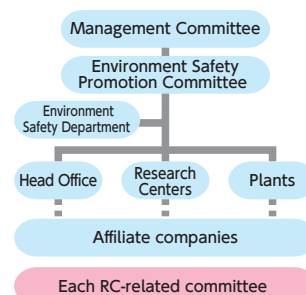 Management Committee
Environment Safety
Promotion Committee
Environment
Safety Department
Head Office
Research
Centers
Plants
Affiliate companies
Each RC-related committee